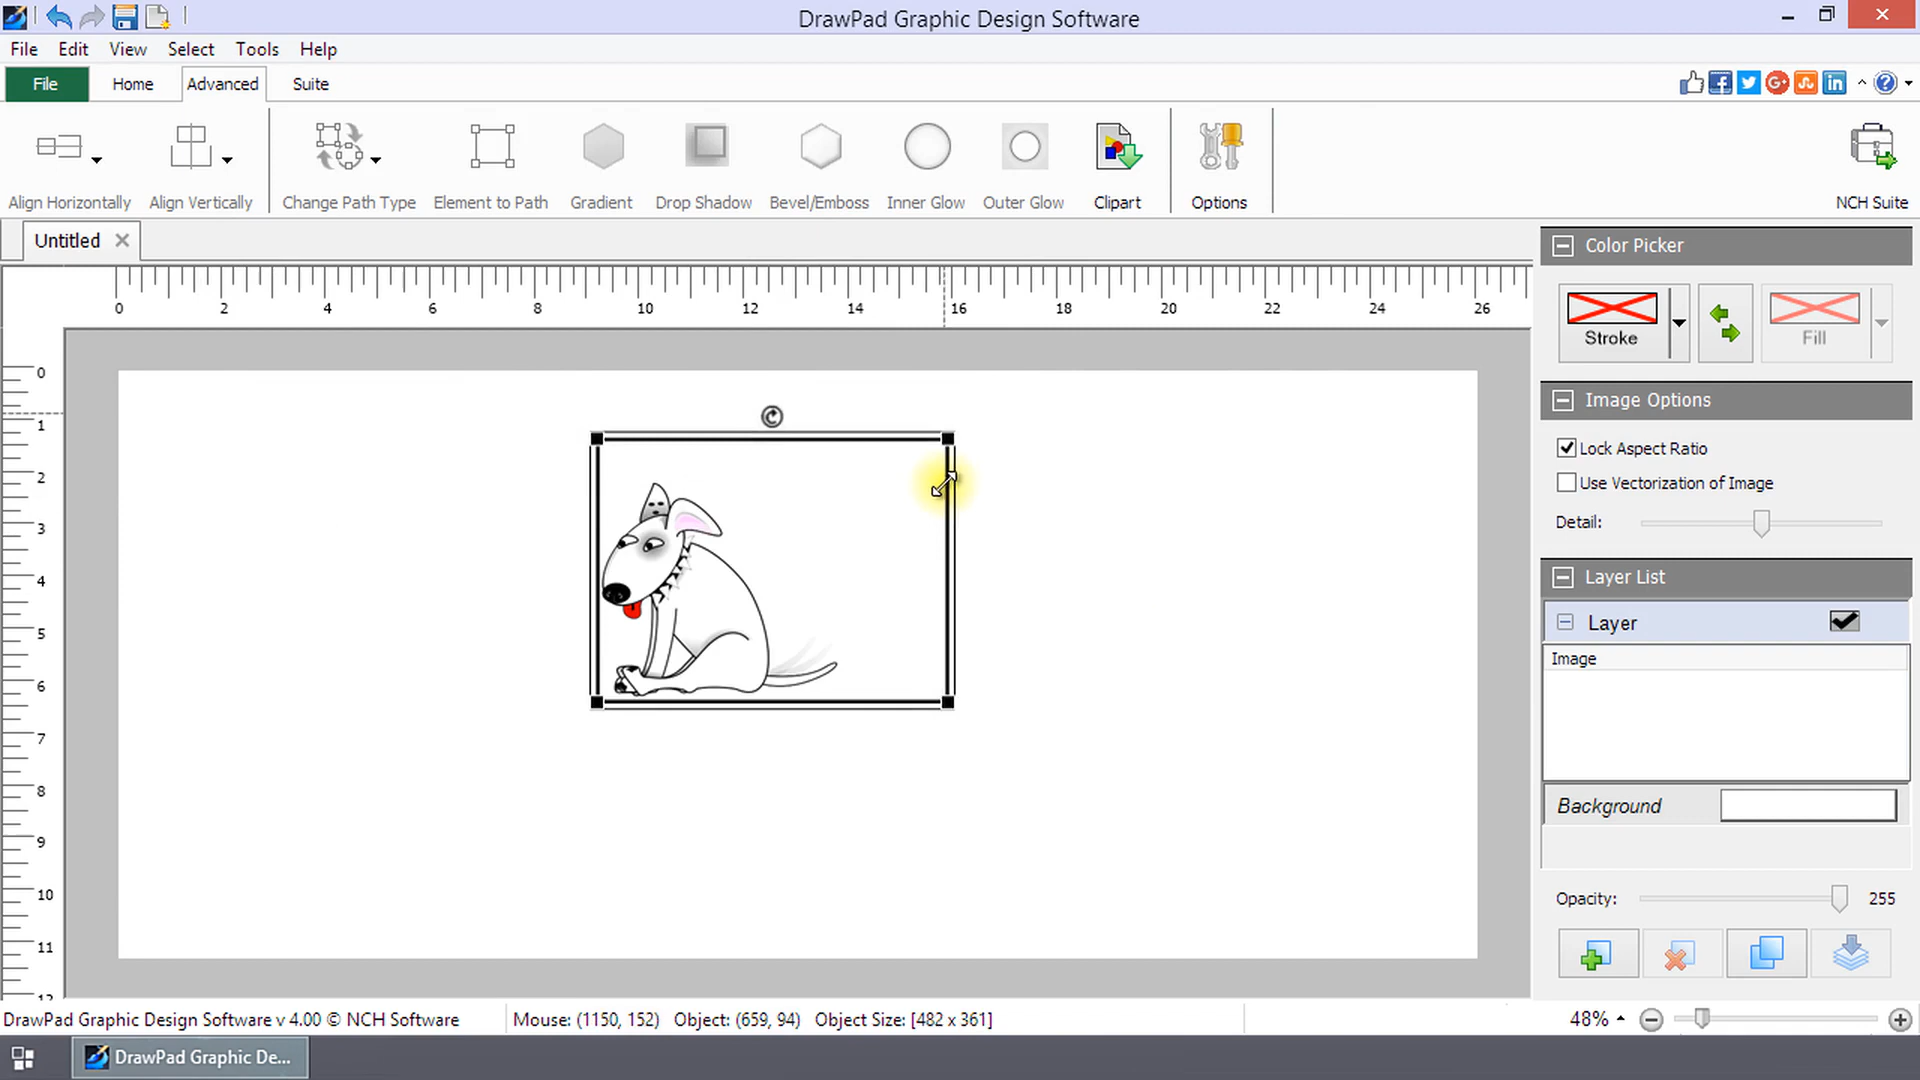 DrawPad Graphic Design Software
File Edit View Select Tools Help
File Home Advanced Suite
Align Horizontally Align Vertically Change Path Type Element to Path Gradient Drop Shadow Bevel/Emboss Inner Glow Outer Glow Clipart Options NCH Suite
Untitled
Color Picker
0 2 4 6 8 10 12 14 16 18 20 22 24 26
Stroke Fill
0
1
2
3
4
5
6
7
8
9
10
11
12
Image Options
Lock Aspect Ratio
Use Vectorization of Image
Detail:
Layer List
Layer
Image
Background
Opacity: 255
DrawPad Graphic Design Software v 4.00 © NCH Software Mouse: (1150, 152) Object: (659, 94) Object Size: [482 x 361] 48%
DrawPad Graphic De...